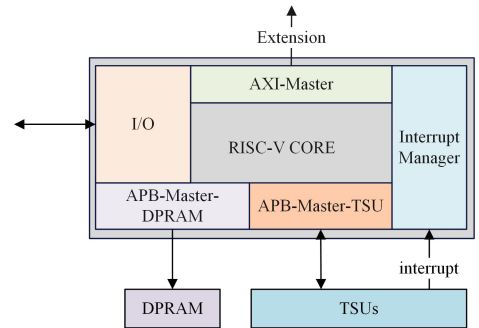 Extension
AXI-Master
I/O
RISC-V CORE
Interrupt
Manager
APB-Master-
DPRAM
APB-Master-TSU
interrupt
DPRAM
TSUs